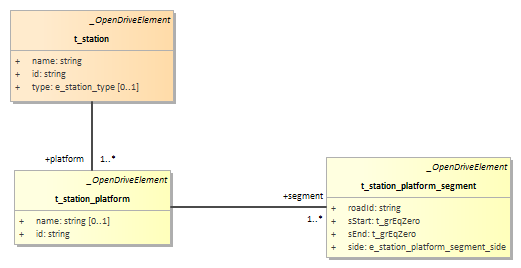 _OpenDriveElement
t_station
+ name: string
+ id: string
+ type: e_station_type [0..1]
+platform 1..*
_OpenDriveElement
t_station_platform
+ name: string [0..1]
+ id: string
+segment
1..*
_OpenDriveElement
t_station_platform_segment
+ roadId: string
+ sStart: t_grEqZero
+ sEnd: t_grEqZero
+ side: e_station_platform_segment_side